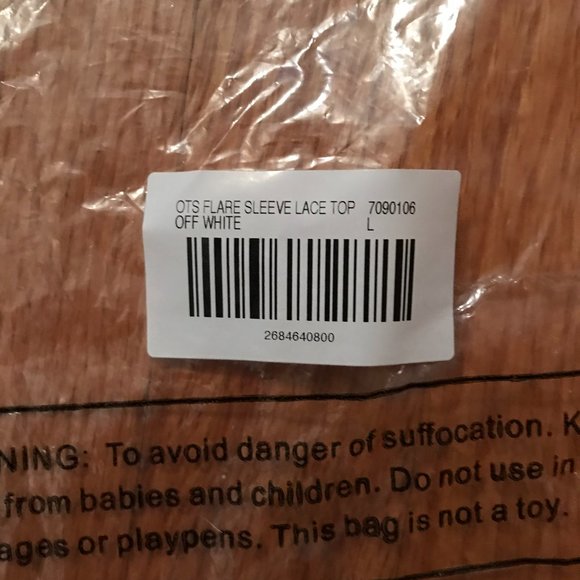 OTS FLARE SLEEVE LACE TOP 7090106
OFF WHITE L
2684640800
NING: To avoid danger of suffocation. K
from babies and children. Do not use in
ages or playpens. This bag is not a toy.